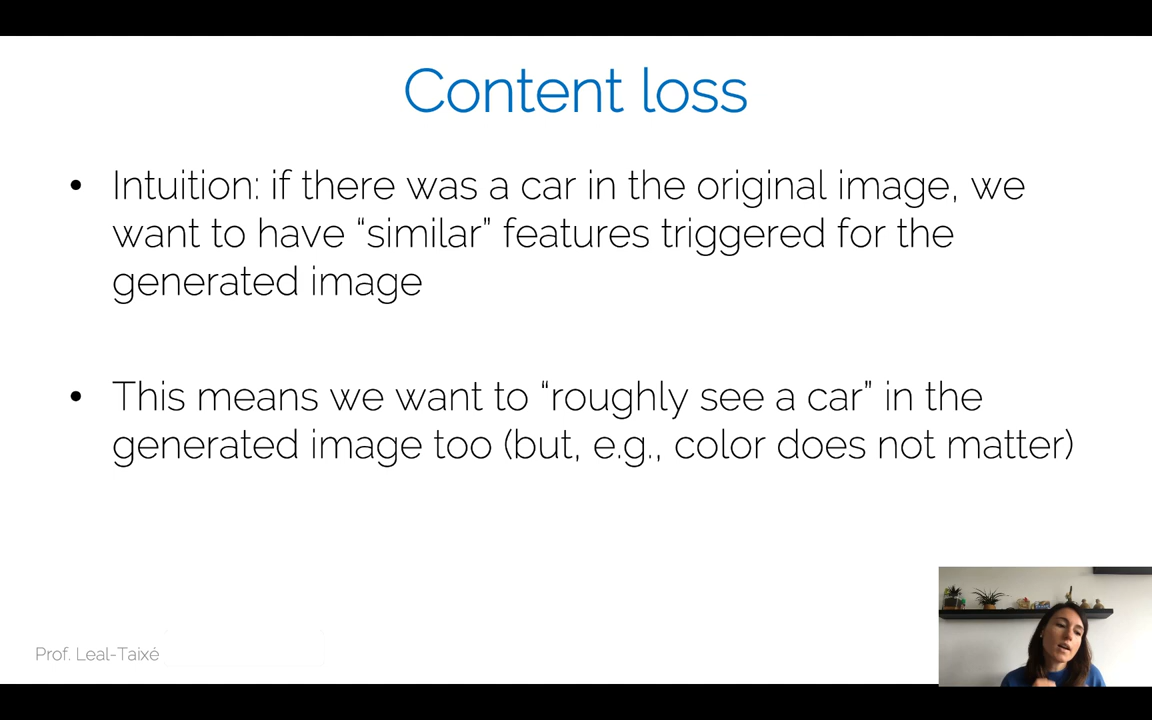 Content loss
• Intuition: if there was a car in the original image, we
want to have “similar” features triggered for the
generated image
• This means we want to “roughly see a car” in the
generated image too (but, e.g., color does not matter)
Prof. Leal-Taixé